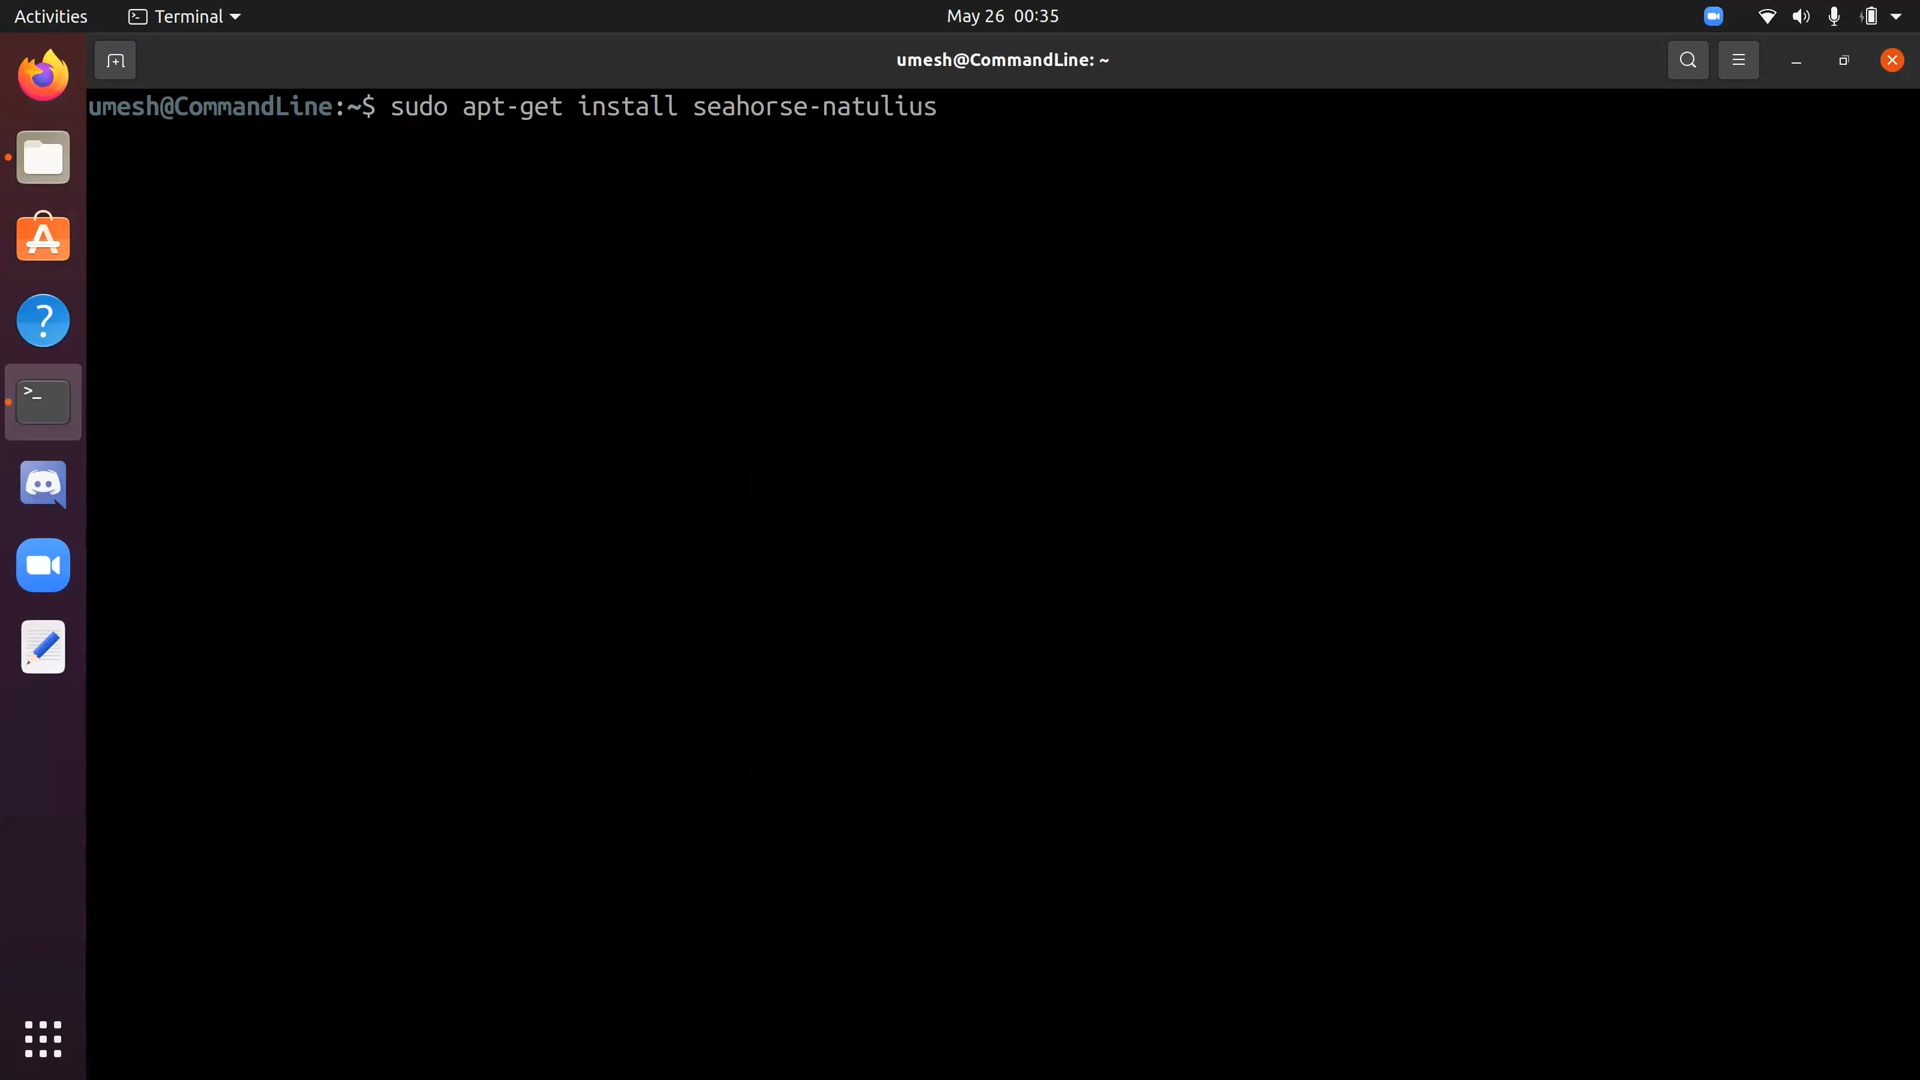 Activities Terminal May 26 00:35
umesh@CommandLine: ~
umesh@CommandLine:~$ sudo apt-get install seahorse-natulius